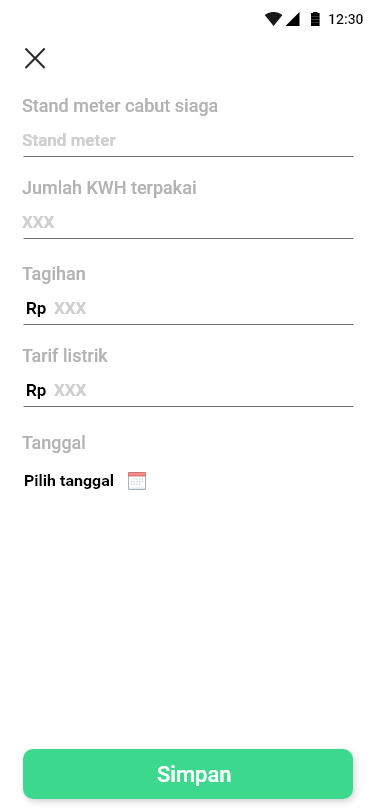 12:30
Stand meter cabut siaga
Stand meter
Jumlah KWH terpakai
XXX
Tagihan
Rp XXX
Tarif listrik
Rp XXX
Tanggal
Pilih tanggal
Simpan